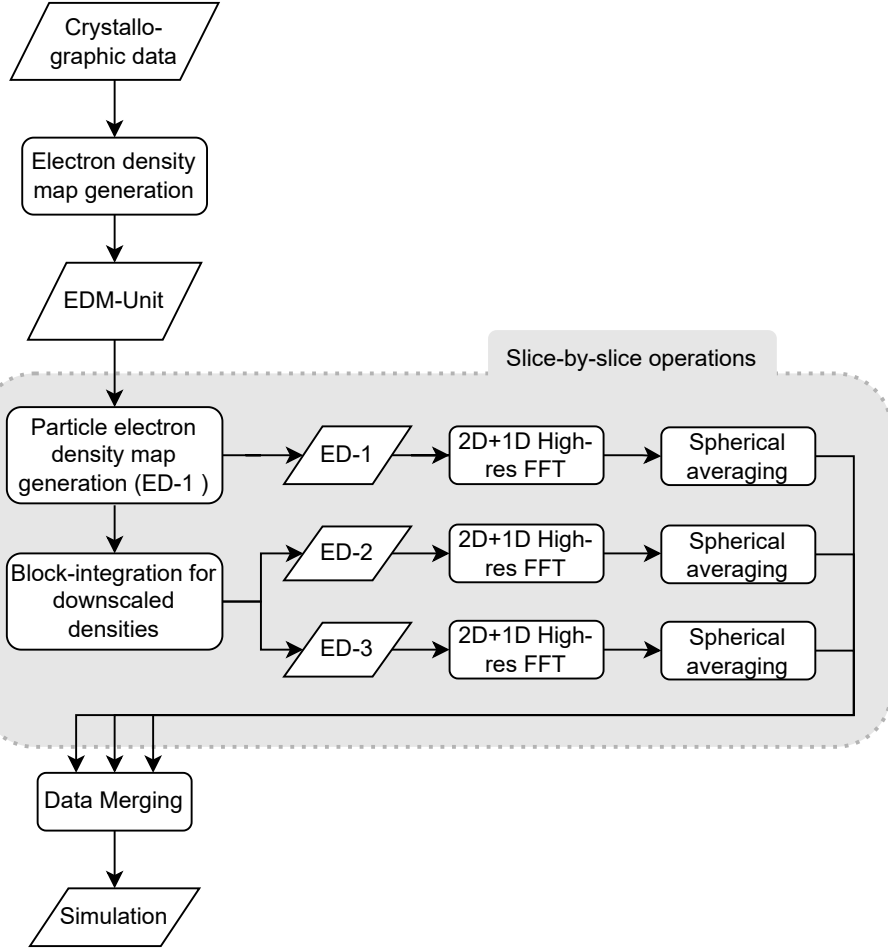 Crystallo-
graphic data
Electron density
map generation
EDM-Unit
Slice-by-slice operations
Particle electron
density map
generation (ED-1 )
ED-1
2D+1D High-
res FFT
Spherical
averaging
Block-integration for
downscaled
densities
ED-2
2D+1D High-
res FFT
Spherical
averaging
ED-3
2D+1D High-
res FFT
Spherical
averaging
Data Merging
Simulation